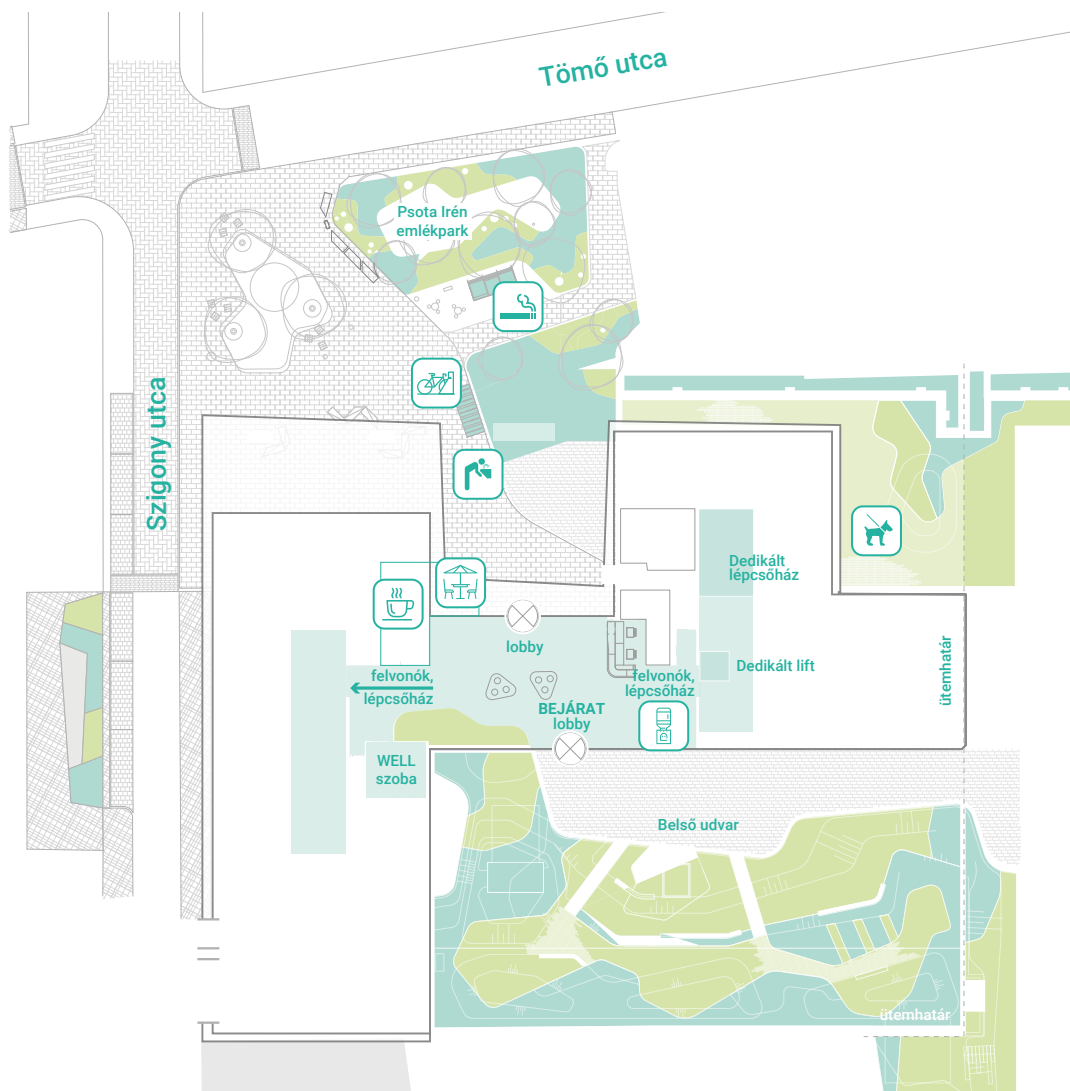 Tömő utca
Psota Irén
emlékpark
Szigony utca
Dedikált
lépcsőház
lobby
Dedikált lift
felvonók,
lépcsőház
felvonók,
lépcsőház
BEJÁRAT
lobby
WELL
szoba
ütemhatár
Belső udvar
ütemhatár